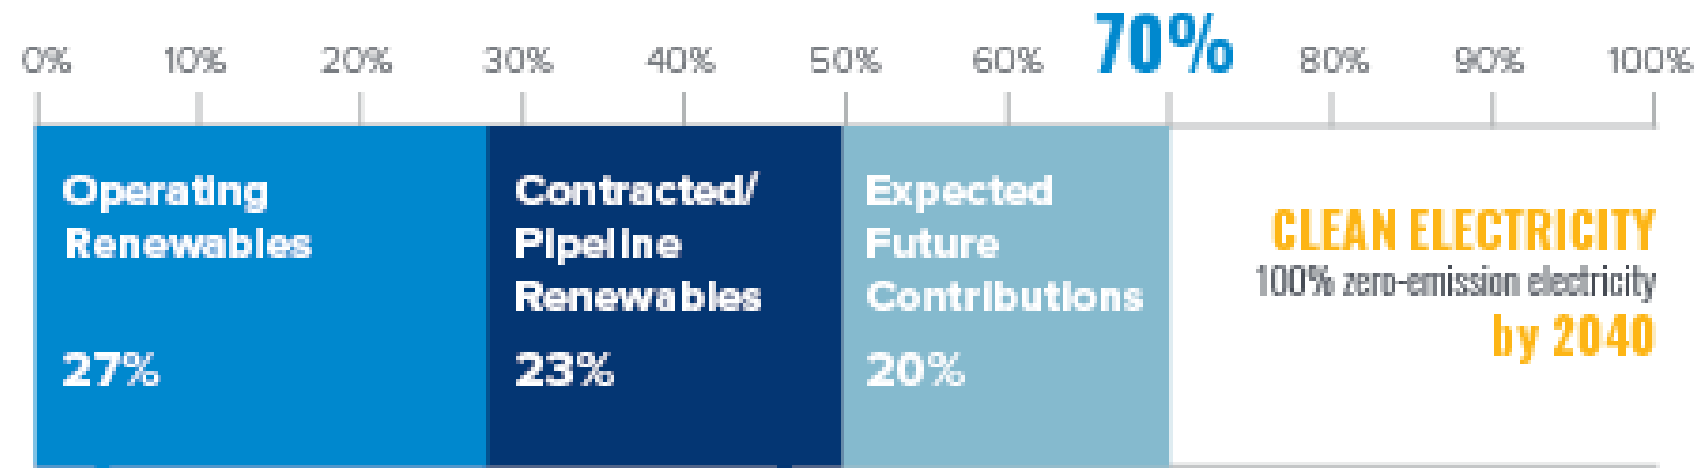 0% 10% 20% 30% 40% 50% 60% 70% 80% 90% 100%
Operating
Renewables
27%
Contracted/
Pipeline
Renewables
23%
Expected
Future
Contributions
20%
CLEAN ELECTRICITY
100% zero-emission electricity
by 2040